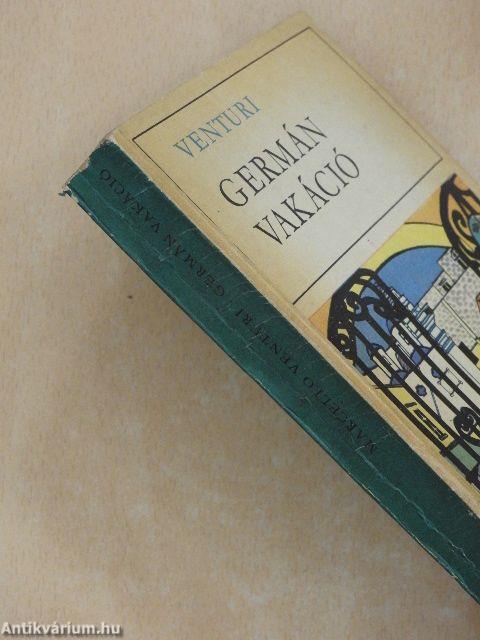 VENTURI
GERMÁN
VAKÁCIÓ
MARCELLO VENTURI GERMÁN VAKÁCIÓ
Antikvárium.hu